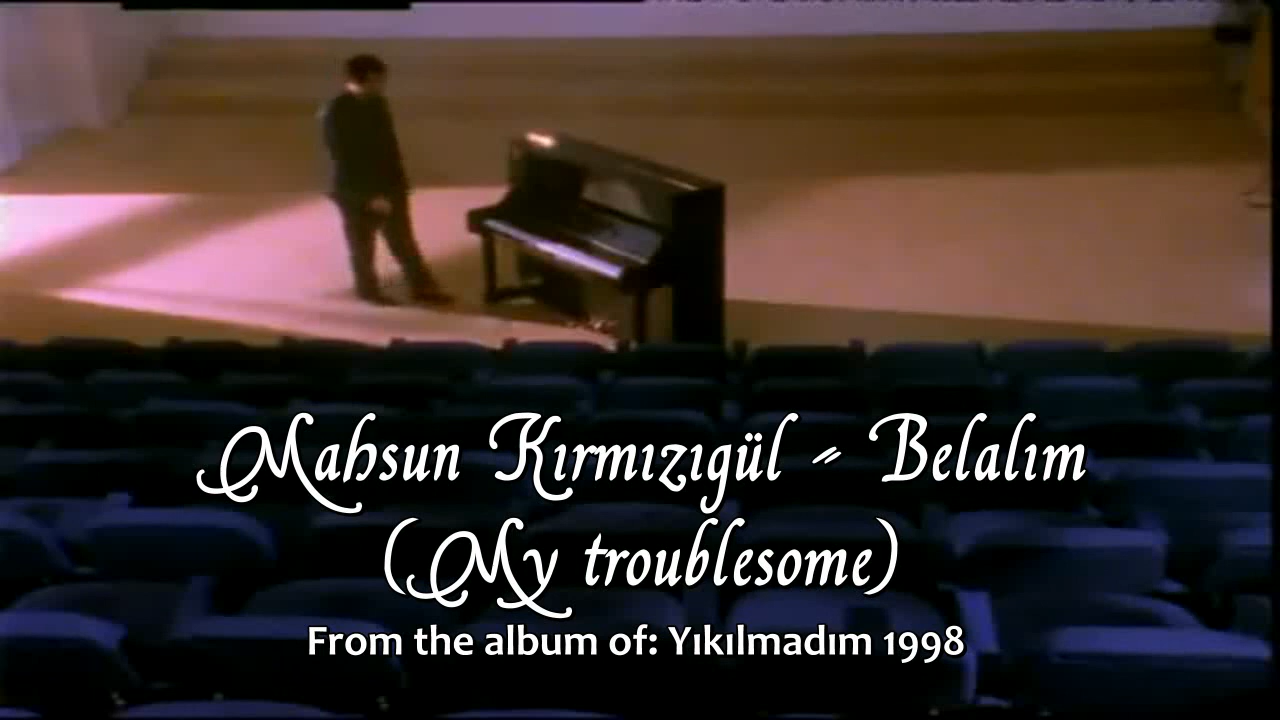 Mahsun Kırmızıgül - Belalım
(My troublesome)
From the album of: Yıkılmadım 1998